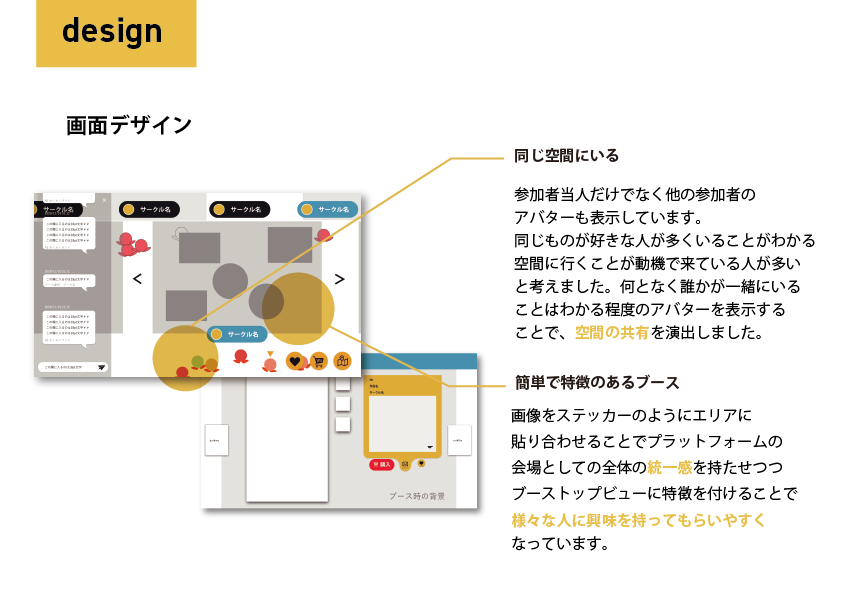 design
画面デザイン
同じ空間にいる
参加者当人だけでなく他の参加者の
アバターも表示しています。
同じものが好きな人が多くいることがわかる
空間に行くことが動機で来ている人が多い
と考えました。何となく誰かが一緒にいる
ことはわかる程度のアバターを表示する
ことで、空間の共有を演出しました。
サークル名
サークル名
サークル名
サークル名
サークル名
簡単で特徴のあるブース
画像をステッカーのようにエリアに
貼り合わせることでプラットフォームの
会場としての全体の統一感を持たせつつ
ブーストップビューに特徴を付けることで
様々な人に興味を持ってもらいやすく
なっています。
サークル名
購入
ブース時の背景